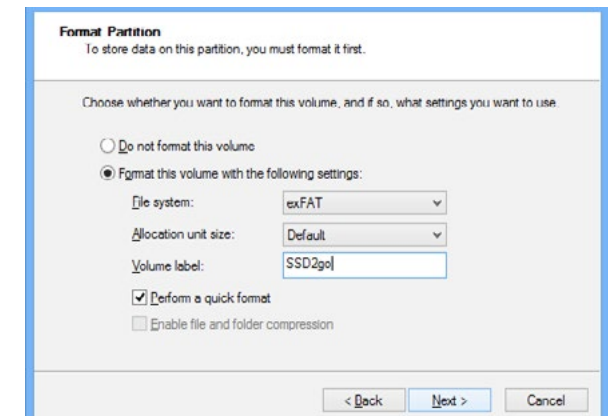 Format Partition
To store data on this partition, you must format it first.
Choose whether you want to format this volume, and if so, what settings you want to use.
Do not format this volume
Format this volume with the following settings:
File system: exFAT
Allocation unit size: Default
Volume label: SSD2go
Perform a quick format
Enable file and folder compression
< Back Next > Cancel